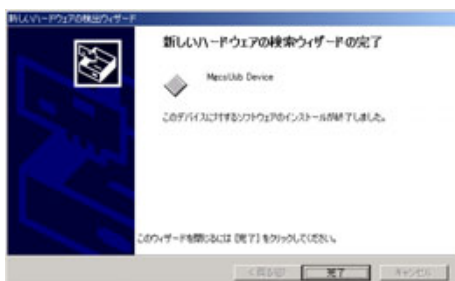 新しいハードウェアの検出ウィザード
新しいハードウェアの検索ウィザードの完了
MecsUsb Device
このデバイスに対するソフトウェアのインストールが終了しました。
このウィザードを閉じるには [完了] をクリックしてください。
< 戻る(B)
完了
キャンセル